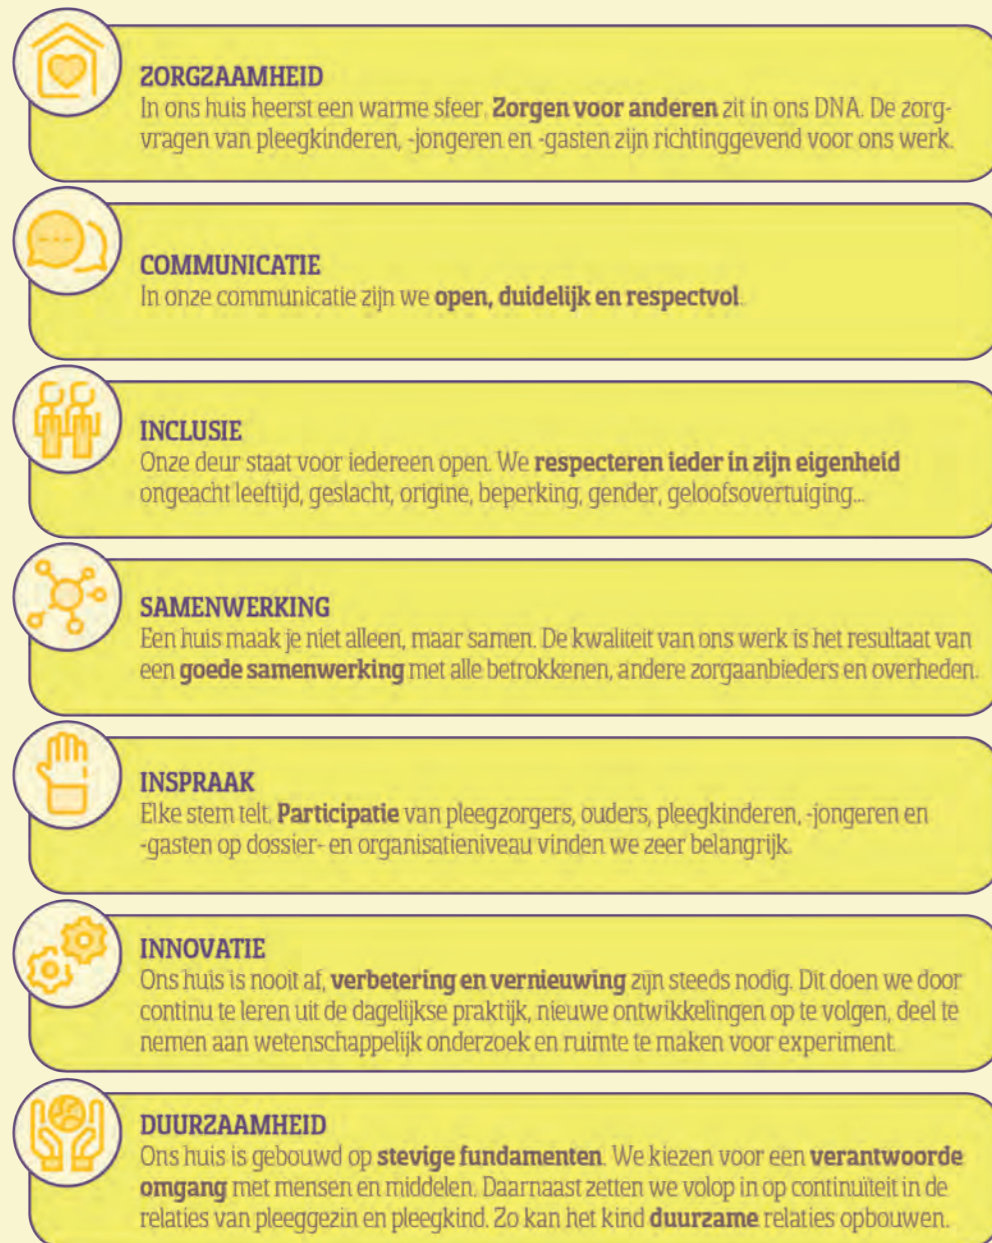 ZORGZAAMHEID
In ons huis heerst een warme sfeer. Zorgen voor anderen zit in ons DNA. De zorg-
vragen van pleegkinderen, -jongeren en -gasten zijn richtinggevend voor ons werk.
COMMUNICATIE
In onze communicatie zijn we open, duidelijk en respectvol.
INCLUSIE
Onze deur staat voor iedereen open. We respecteren ieder in zijn eigenheid
ongeacht leeftijd, geslacht, origine, beperking, gender, geloofsovertuiging...
SAMENWERKING
Een huis maak je niet alleen, maar samen. De kwaliteit van ons werk is het resultaat van
een goede samenwerking met alle betrokkenen, andere zorgaanbieders en overheden.
INSPRAAK
Elke stem telt. Participatie van pleegzorgers, ouders, pleegkinderen, -jongeren en
-gasten op dossier- en organisatieniveau vinden we zeer belangrijk.
INNOVATIE
Ons huis is nooit af, verbetering en vernieuwing zijn steeds nodig. Dit doen we door
continu te leren uit de dagelijkse praktijk, nieuwe ontwikkelingen op te volgen, deel te
nemen aan wetenschappelijk onderzoek en ruimte te maken voor experiment.
DUURZAAMHEID
Ons huis is gebouwd op stevige fundamenten. We kiezen voor een verantwoorde
omgang met mensen en middelen. Daarnaast zetten we volop in op continuïteit in de
relaties van pleeggezin en pleegkind. Zo kan het kind duurzame relaties opbouwen.